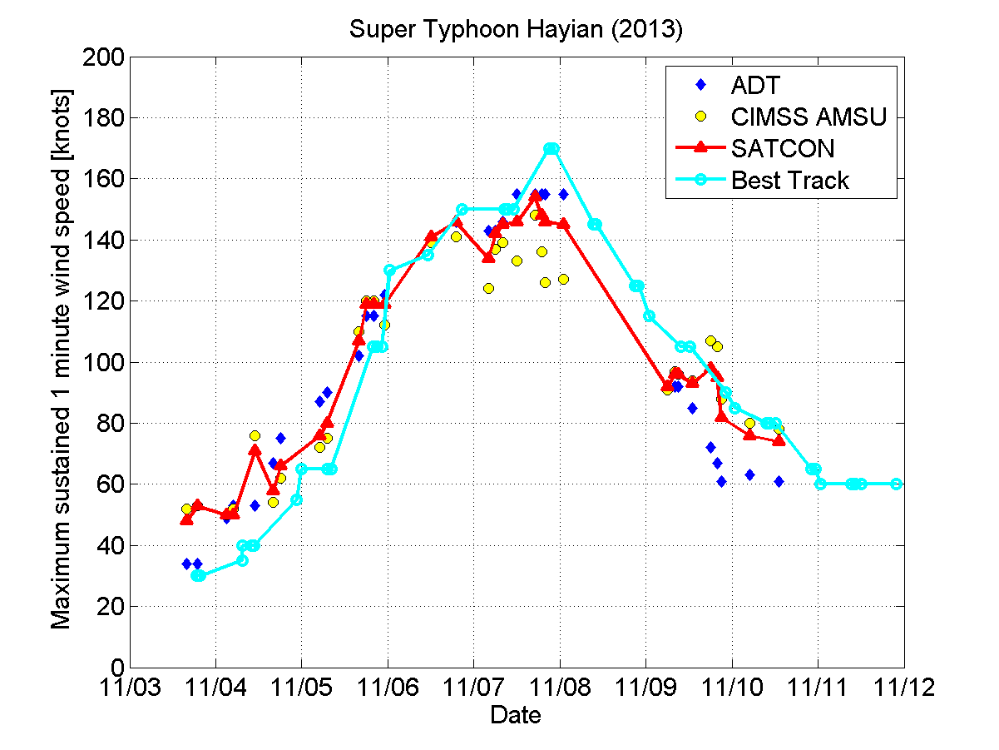 Super Typhoon Hayian (2013)
Maximum sustained 1 minute wind speed [knots]
200
180
160
140
120
100
80
60
40
20
0
ADT
CIMSS AMSU
SATCON
Best Track
11/03 11/04 11/05 11/06 11/07 11/08 11/09 11/10 11/11 11/12
Date